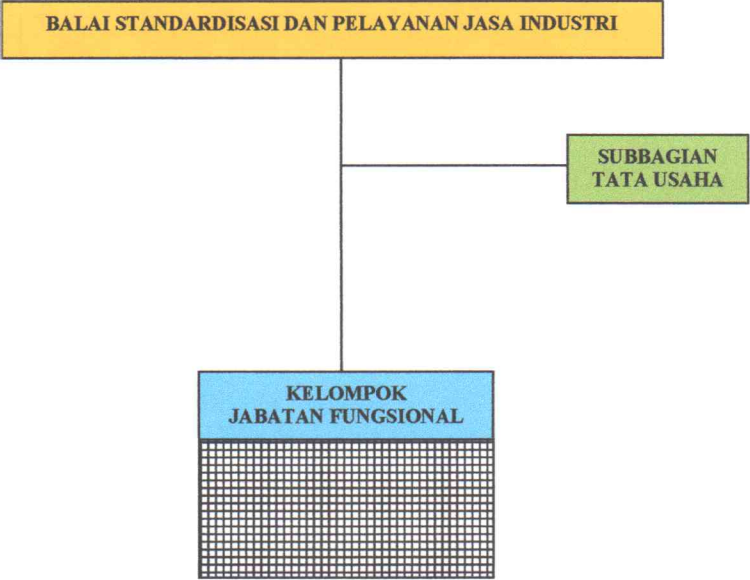 BALAI STANDARDISASI DAN PELAYANAN JASA INDUSTRI
SUBBAGIAN
TATA USAHA
KELOMPOK
JABATAN FUNGSIONAL